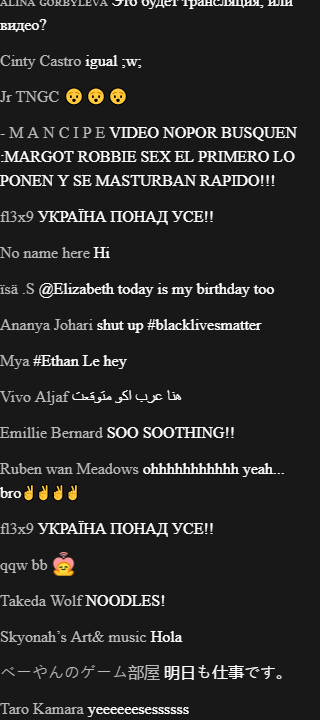 ALINA GORBYLEVA Это будет трансляция, или
видео?
Cinty Castro igual ;w;
Jr TNGC 😯😯😯
- M A N C I P E VIDEO NOPOR BUSQUEN
:MARGOT ROBBIE SEX EL PRIMERO LO
PONEN Y SE MASTURBAN RAPIDO!!!
fl3x9 УКРАЇНА ПОНАД УСЕ!!
No name here Hi
ïsä .S @Elizabeth today is my birthday too
Ananya Johari shut up #blacklivesmatter
Mya #Ethan Le hey
Vivo Aljaf هنا عرب اكو متوقعت
Emillie Bernard SOO SOOTHING!!
Ruben wan Meadows ohhhhhhhhhhh yeah...
bro✌✌✌✌
fl3x9 УКРАЇНА ПОНАД УСЕ!!
qqw bb
Takeda Wolf NOODLES!
Skyonah's Art& music Hola
べーやんのゲーム部屋 明日も仕事です。
Taro Kamara yeeeeeesessssss